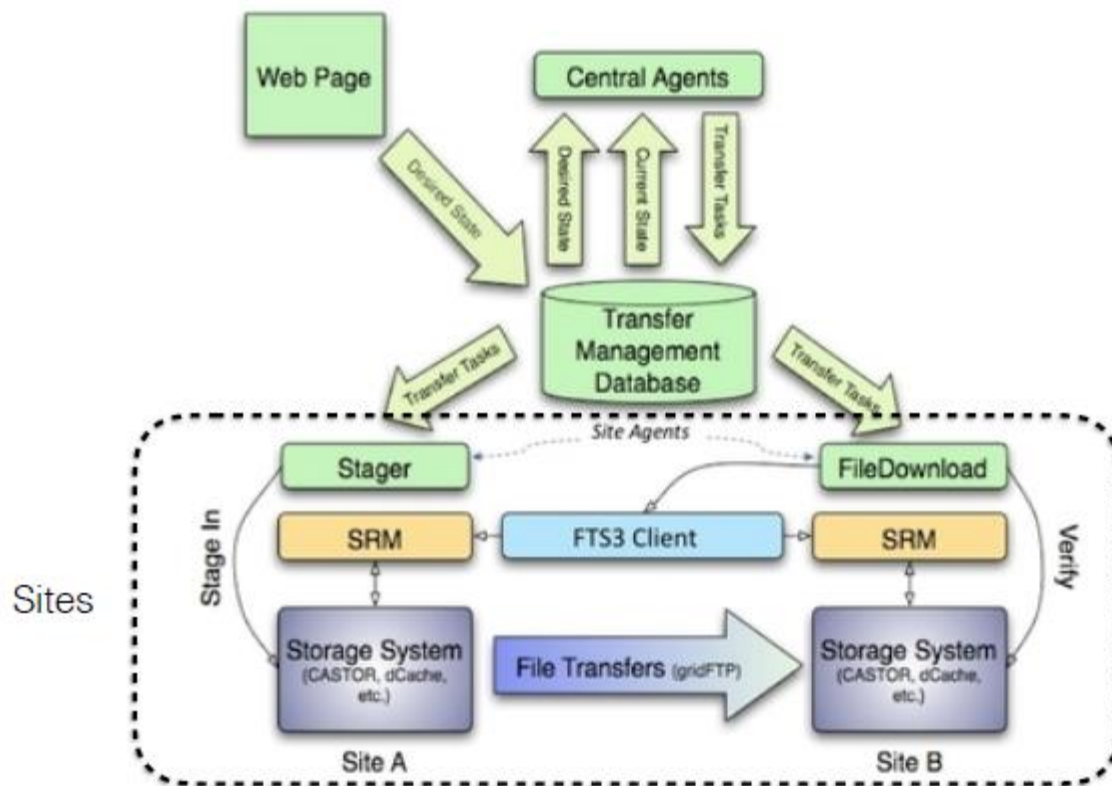 Web Page
Central Agents
Desired State
Desired State
Current State
Transfer Tasks
Transfer
Management
Database
Transfer Tasks
Transfer Tasks
Site Agents
Stager
FileDownload
Stage In
SRM
FTS3 Client
SRM
Verify
Sites
Storage System
(CASTOR, dCache,
etc.)
File Transfers (gridFTP)
Storage System
(CASTOR, dCache,
etc.)
Site A
Site B